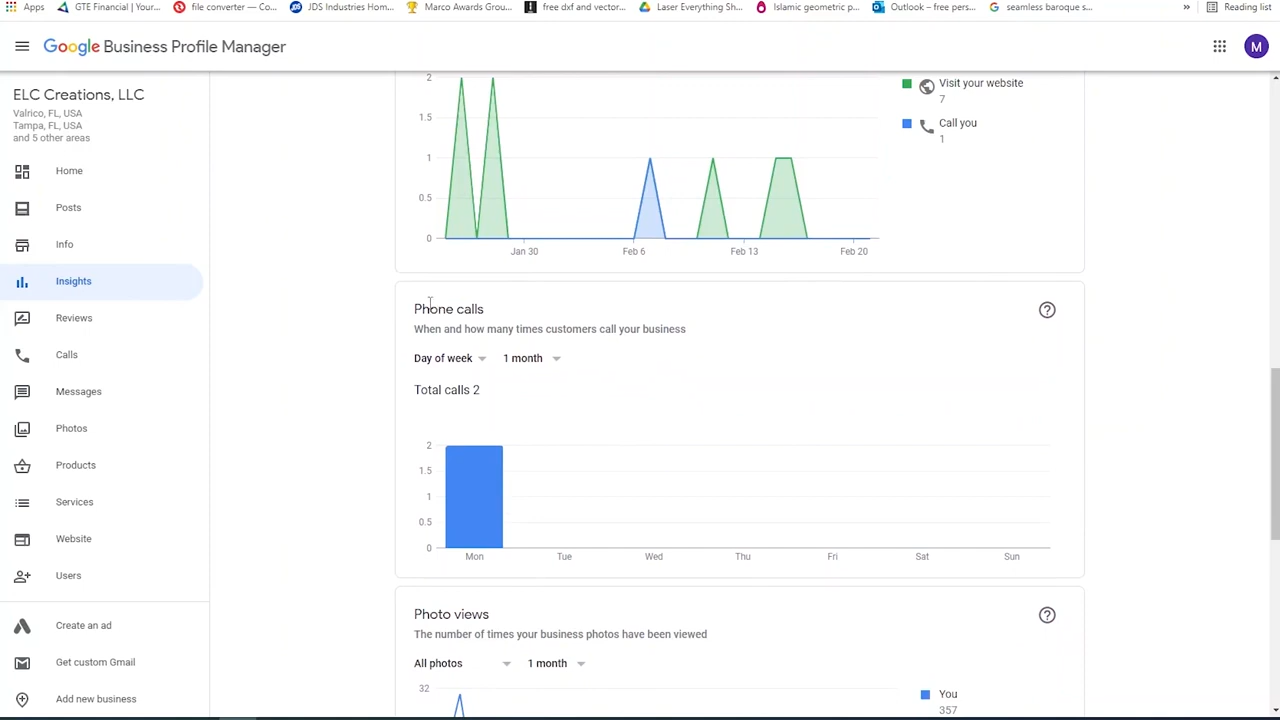 Apps
GTE Financial | Your...
file converter — Co...
JDS Industries Hom...
Marco Awards Grou...
free dxf and vector...
Laser Everything Sh...
Islamic geometric p...
Outlook – free pers...
seamless baroque s...
»
Reading list
Google Business Profile Manager
M
ELC Creations, LLC
Valrico, FL, USA
Tampa, FL, USA
and 5 other areas
Home
Posts
Info
Insights
Reviews
Calls
Messages
Photos
Products
Services
Website
Users
Create an ad
Get custom Gmail
Add new business
2
1.5
1
0.5
0
Jan 30
Feb 6
Feb 13
Feb 20
Visit your website
7
Call you
1
Phone calls
When and how many times customers call your business
Day of week
1 month
Total calls 2
2
1.5
1
0.5
0
Mon
Tue
Wed
Thu
Fri
Sat
Sun
Photo views
The number of times your business photos have been viewed
All photos
1 month
32
You
357